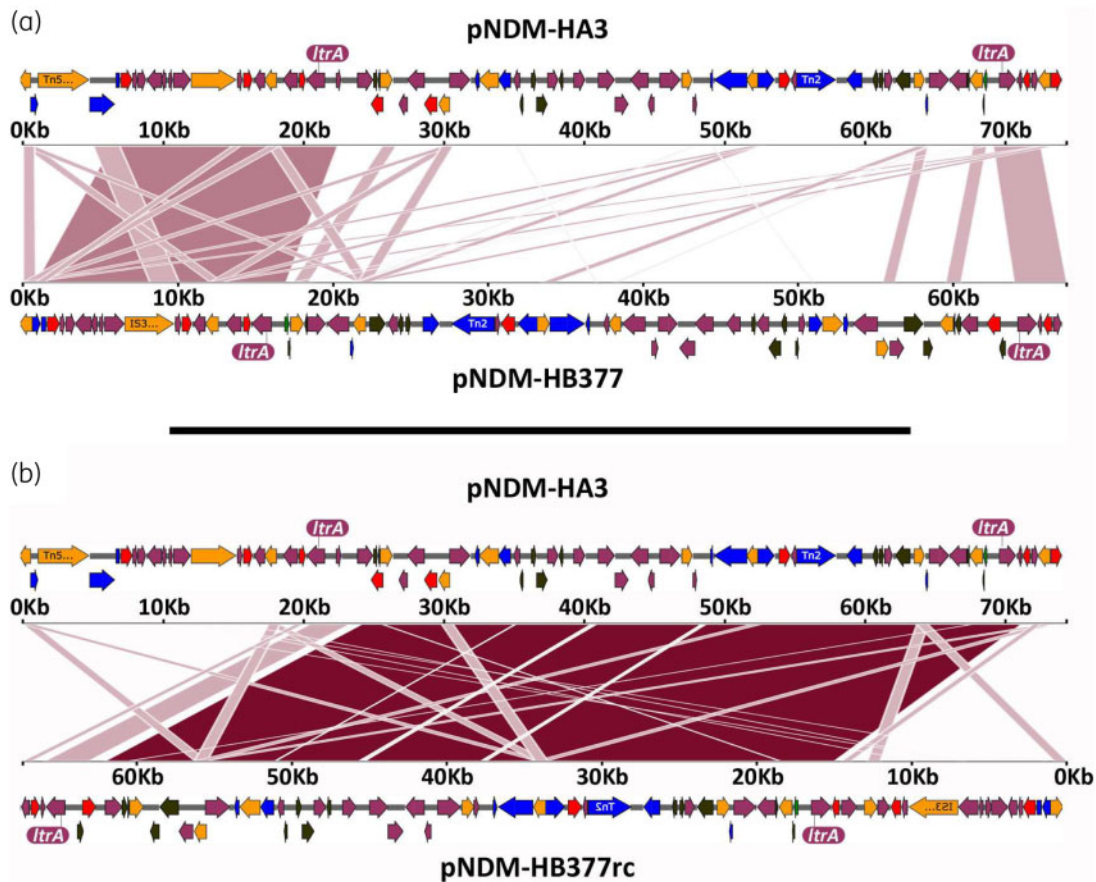 (a)
pNDM-HA3
ltrA ltrA
Tn5... Tn2
0Kb 10Kb 20Kb 30Kb 40Kb 50Kb 60Kb 70Kb
0Kb 10Kb 20Kb 30Kb 40Kb 50Kb 60Kb
IS3... Tn2
ltrA ltrA
pNDM-HB377
(b)
pNDM-HA3
ltrA ltrA
Tn5... Tn2
0Kb 10Kb 20Kb 30Kb 40Kb 50Kb 60Kb 70Kb
60Kb 50Kb 40Kb 30Kb 20Kb 10Kb 0Kb
Tn2 IS3...
ltrA ltrA
pNDM-HB377rc